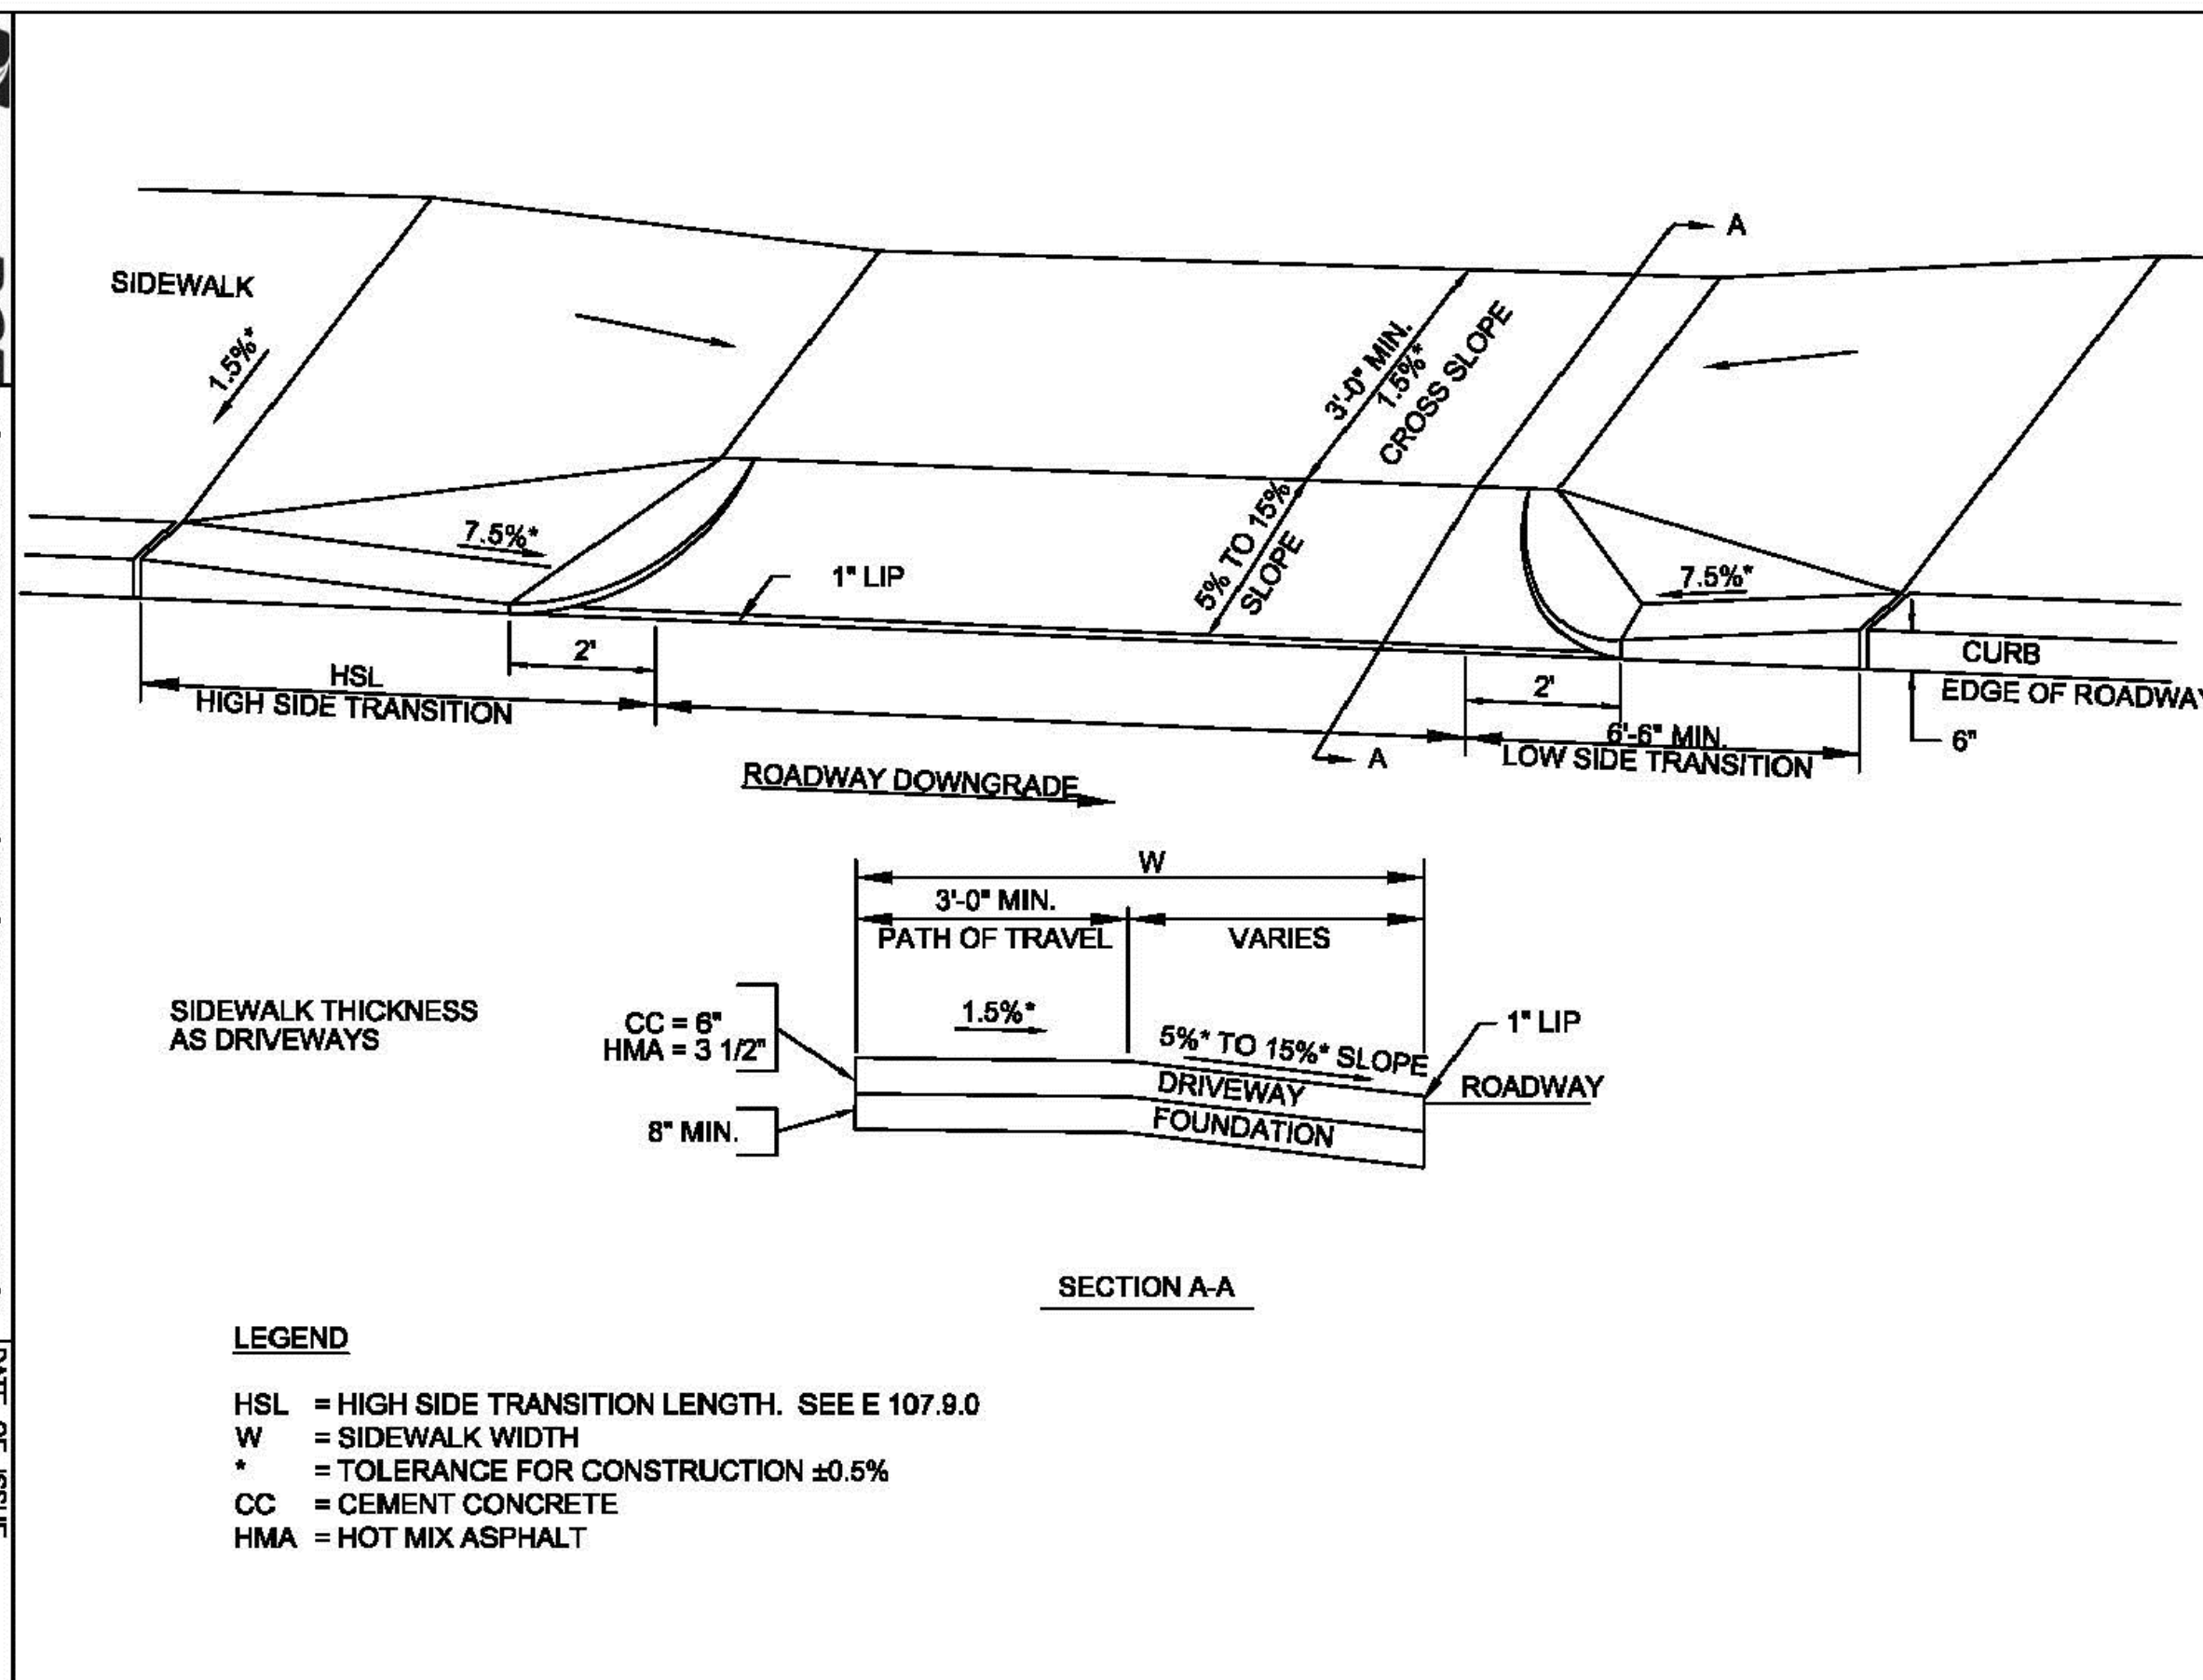 SIDEWALK
1.5%*
7.5%*
1" LIP
3'-0" MIN.
1.5%*
CROSS SLOPE
5% TO 15%
SLOPE
A
7.5%*
CURB
EDGE OF ROADWAY
6"
2'
HSL
HIGH SIDE TRANSITION
2'
6'-6" MIN.
LOW SIDE TRANSITION
A
ROADWAY DOWNGRADE
W
3'-0" MIN.
PATH OF TRAVEL
VARIES
SIDEWALK THICKNESS
AS DRIVEWAYS
CC = 6"
HMA = 3 1/2"
8" MIN.
1.5%*
5%* TO 15%* SLOPE
DRIVEWAY
FOUNDATION
1" LIP
ROADWAY
SECTION A-A
LEGEND
HSL = HIGH SIDE TRANSITION LENGTH. SEE E 107.9.0
W = SIDEWALK WIDTH
* = TOLERANCE FOR CONSTRUCTION ±0.5%
CC = CEMENT CONCRETE
HMA = HOT MIX ASPHALT